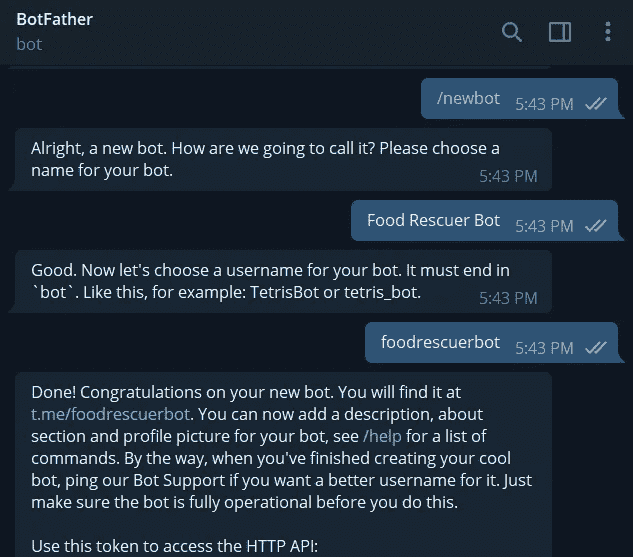 BotFather
bot
/newbot 5:43 PM
Alright, a new bot. How are we going to call it? Please choose a
name for your bot.
5:43 PM
Food Rescuer Bot 5:43 PM
Good. Now let's choose a username for your bot. It must end in
`bot`. Like this, for example: TetrisBot or tetris_bot.
5:43 PM
foodrescuerbot 5:43 PM
Done! Congratulations on your new bot. You will find it at
t.me/foodrescuerbot. You can now add a description, about
section and profile picture for your bot, see /help for a list of
commands. By the way, when you've finished creating your cool
bot, ping our Bot Support if you want a better username for it. Just
make sure the bot is fully operational before you do this.
Use this token to access the HTTP API: